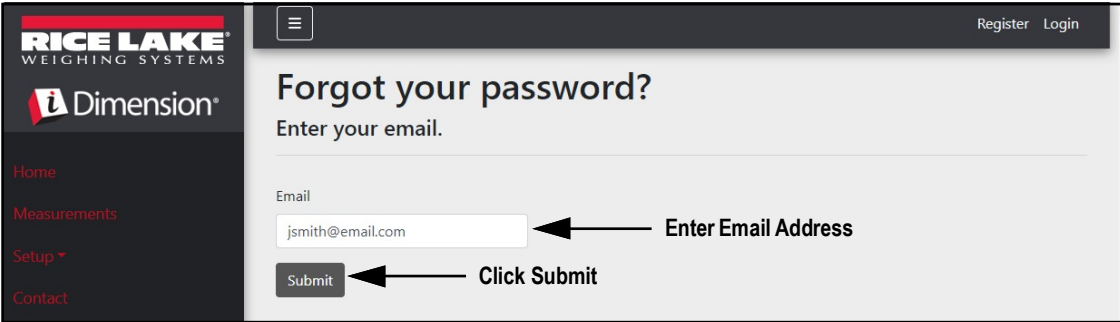 RICE LAKE®
WEIGHING SYSTEMS
i Dimension®
Home
Measurements
Setup
Contact
Register Login
Forgot your password?
Enter your email.
Email
jsmith@email.com
Enter Email Address
Submit
Click Submit